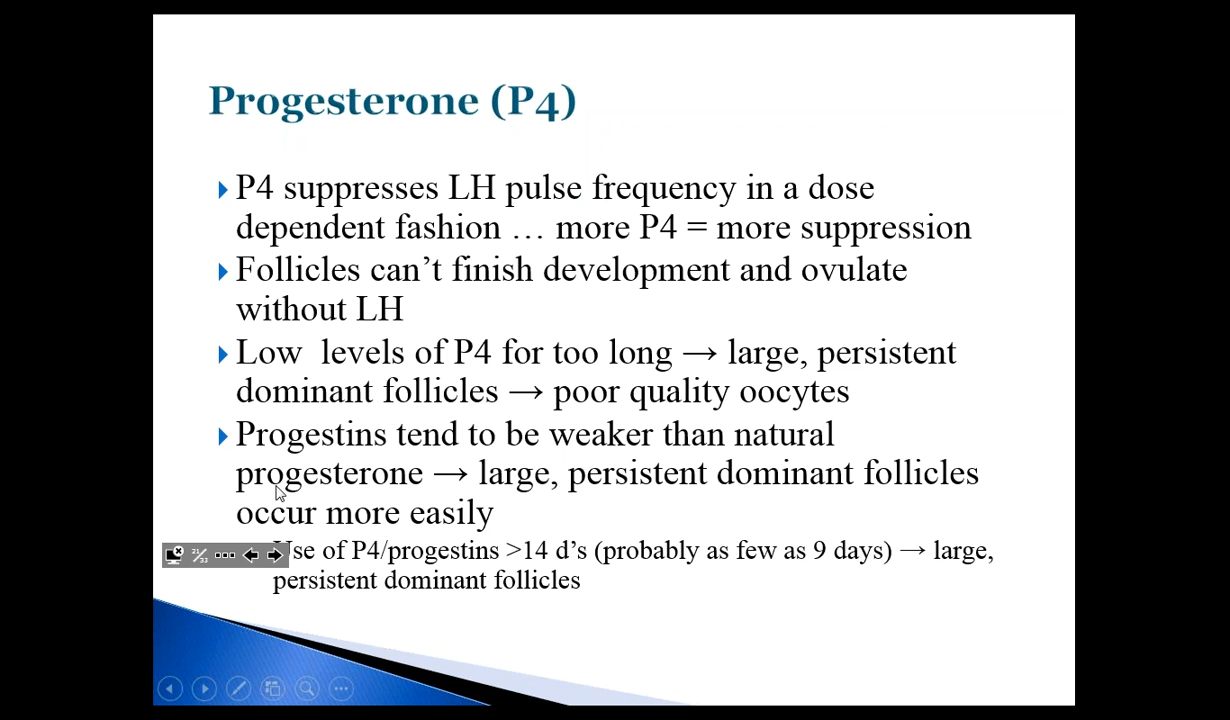 Progesterone (P4)
P4 suppresses LH pulse frequency in a dose
dependent fashion … more P4 = more suppression
Follicles can’t finish development and ovulate
without LH
Low  levels of P4 for too long → large, persistent
dominant follicles → poor quality oocytes
Progestins tend to be weaker than natural
progesterone → large, persistent dominant follicles
occur more easily
Use of P4/progestins >14 d’s (probably as few as 9 days) → large,
persistent dominant follicles
21/33